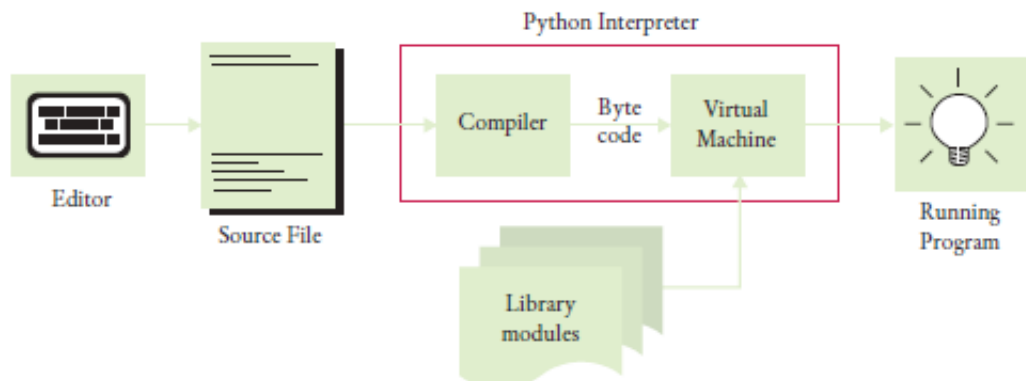 Python Interpreter
Editor
Source File
Compiler
Byte
code
Virtual
Machine
Running
Program
Library
modules